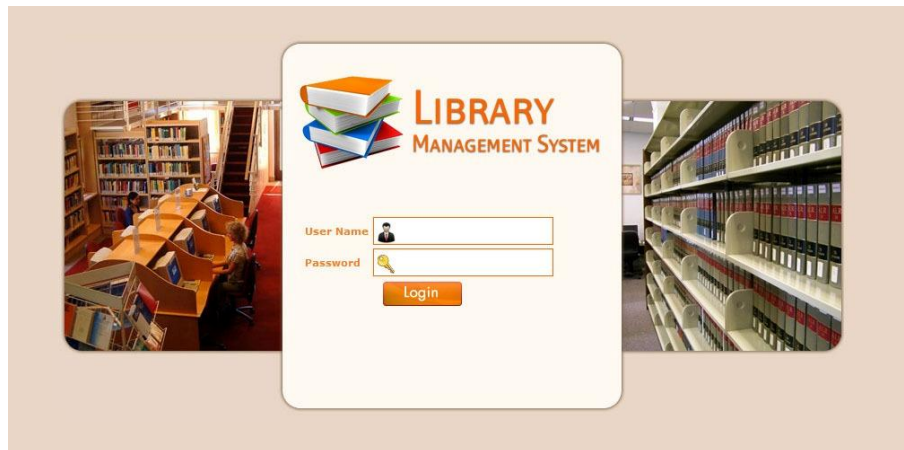 LIBRARY
MANAGEMENT SYSTEM
User Name
Password
Login